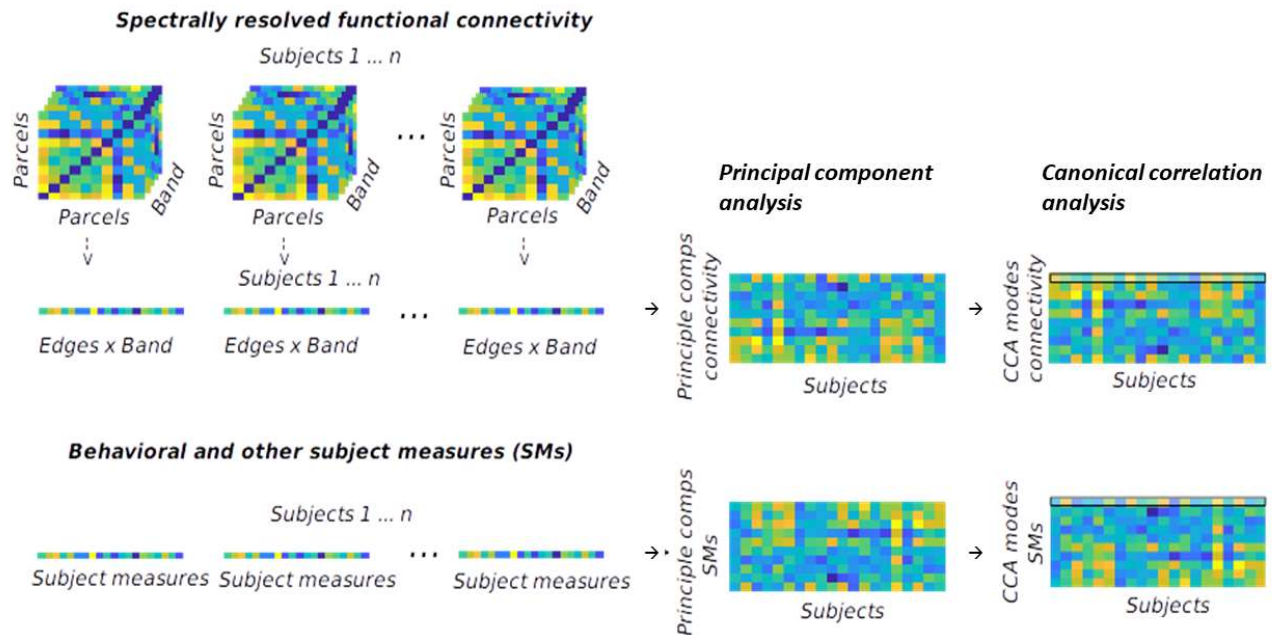 Spectrally resolved functional connectivity
Subjects 1 ... n
Parcels
Parcels
Band
Parcels
Parcels
Band
...
Parcels
Parcels
Band
Subjects 1 ... n
...
Edges x Band
Edges x Band
Edges x Band
Principal component
analysis
Canonical correlation
analysis
Principle comps
connectivity
Subjects
CCA modes
connectivity
Subjects
Behavioral and other subject measures (SMs)
Subjects 1 ... n
...
Subject measures
Subject measures
Subject measures
Principle comps
SMs
Subjects
CCA modes
SMs
Subjects